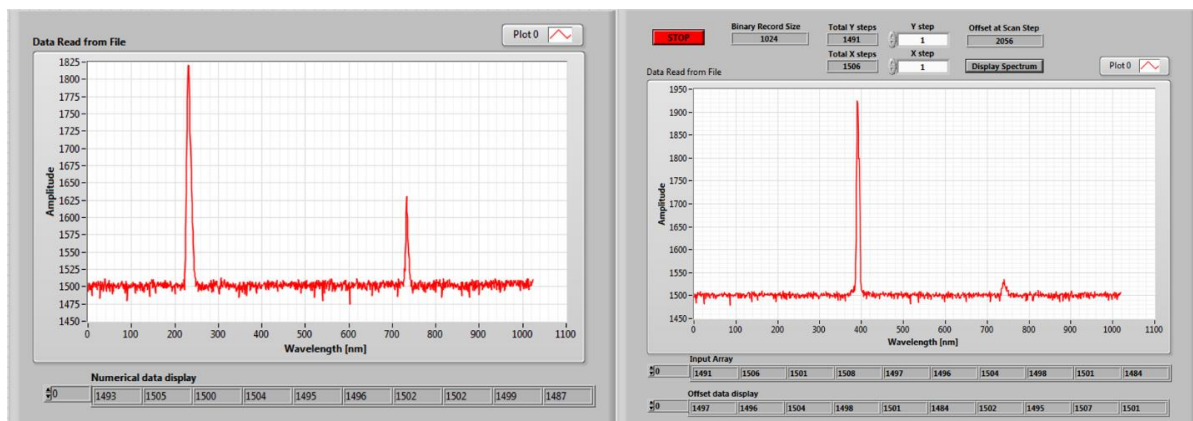 Plot 0
Data Read from File
1825
1800
1775
1750
1725
1700
1675
1650
1625
1600
1575
1550
1525
1500
1475
1450
Amplitude
0 100 200 300 400 500 600 700 800 900 1000 1100
Wavelength [nm]
Numerical data display
0 1493 1505 1500 1504 1495 1496 1502 1502 1499 1487
STOP
Binary Record Size
1024
Total Y steps
1491
Y step
1
Offset at Scan Step
2056
Total X steps
1506
X step
1
Display Spectrum
Plot 0
Data Read from File
1950
1900
1850
1800
1750
1700
1650
1600
1550
1500
1450
Amplitude
0 100 200 300 400 500 600 700 800 900 1000 1100
Wavelength [nm]
Input Array
0 1491 1506 1501 1508 1497 1496 1504 1498 1501 1484
Offset data display
0 1497 1496 1504 1498 1501 1484 1502 1495 1507 1501